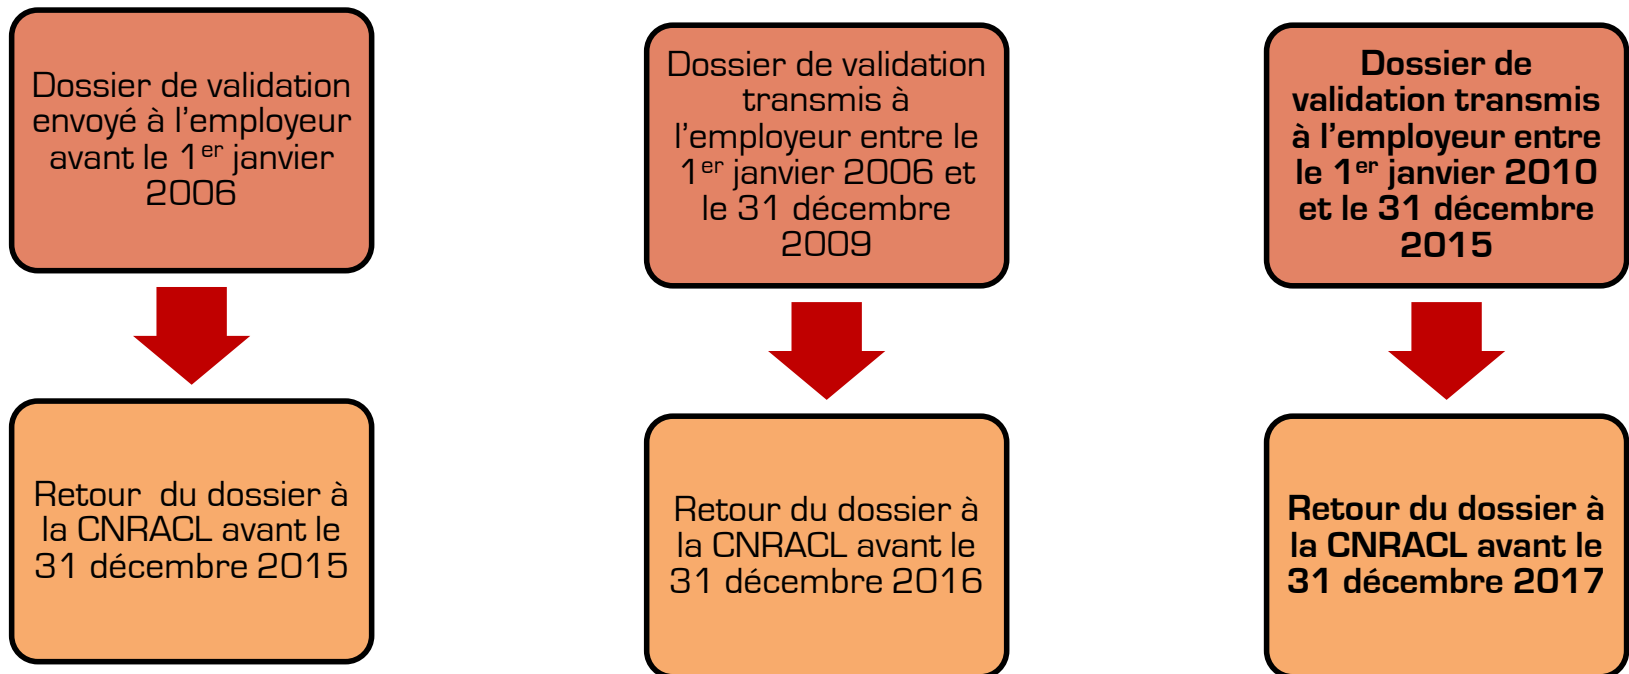 Dossier de validation
envoyé à l’employeur
avant le 1er janvier
2006
Retour  du dossier à
la CNRACL avant le
31 décembre 2015
Dossier de validation
transmis à
l’employeur entre le
1er janvier 2006 et
le 31 décembre
2009
Retour du dossier à
la CNRACL avant le
31 décembre 2016
Dossier de
validation transmis
à l’employeur entre
le 1er janvier 2010
et le 31 décembre
2015
Retour du dossier à
la CNRACL avant le
31 décembre 2017